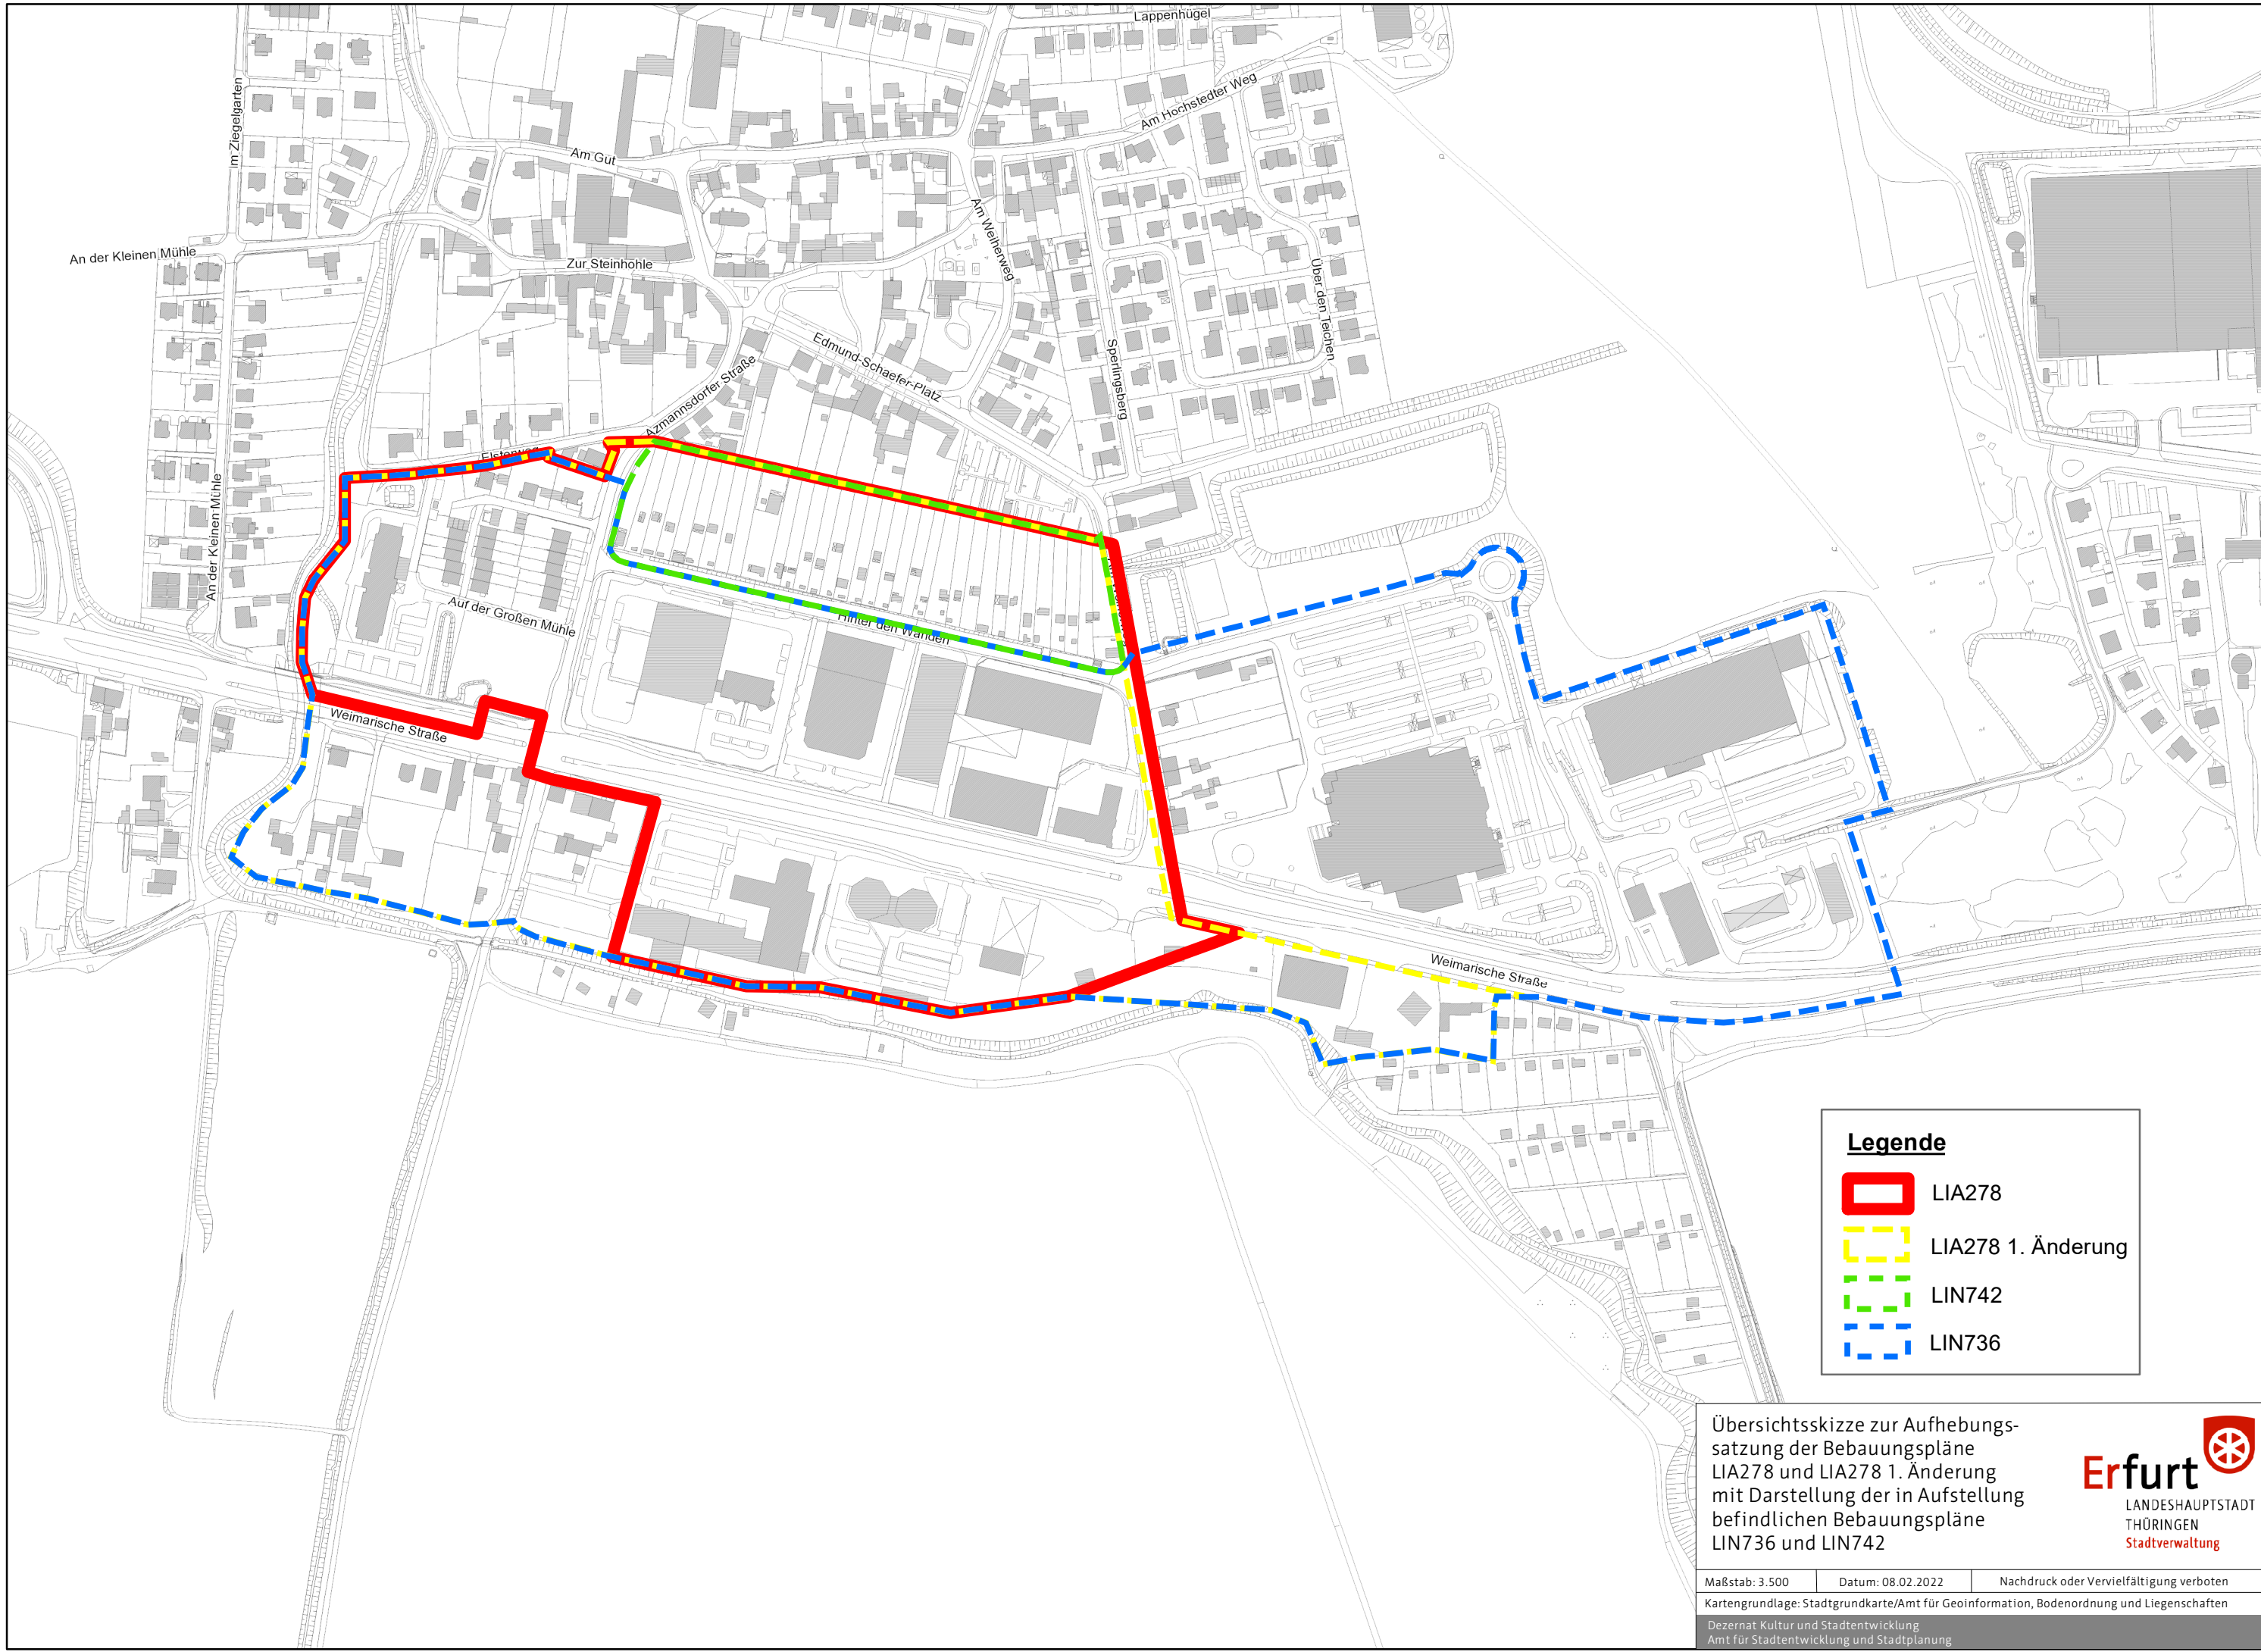 Lappenhügel
Im Ziegelgarten
Am Hochstedter Weg
Am Gut
Am Weiherweg
An der Kleinen Mühle
Zur Steinhohle
Über den Teichen
Edmund-Schaefer-Platz
Sperlingsberg
Azmannsdorfer Straße
Elsterweg
An der Kleinen Mühle
Auf der Großen Mühle
Hinter den Wänden
Weimarische Straße
Weimarische Straße
Legende
LIA278
LIA278 1. Änderung
LIN742
LIN736
Übersichtsskizze zur Aufhebungs-
satzung der Bebauungspläne
LIA278 und LIA278 1. Änderung
mit Darstellung der in Aufstellung
befindlichen Bebauungspläne
LIN736 und LIN742
Erfurt
LANDESHAUPTSTADT
THÜRINGEN
Stadtverwaltung
Maßstab: 3.500
Datum: 08.02.2022
Nachdruck oder Vervielfältigung verboten
Kartengrundlage: Stadtgrundkarte/Amt für Geoinformation, Bodenordnung und Liegenschaften
Dezernat Kultur und Stadtentwicklung
Amt für Stadtentwicklung und Stadtplanung